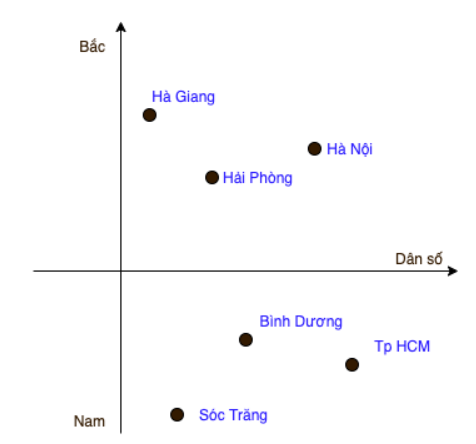 Bắc
Hà Giang
Hà Nội
Hải Phòng
Dân số
Bình Dương
Tp HCM
Sóc Trăng
Nam